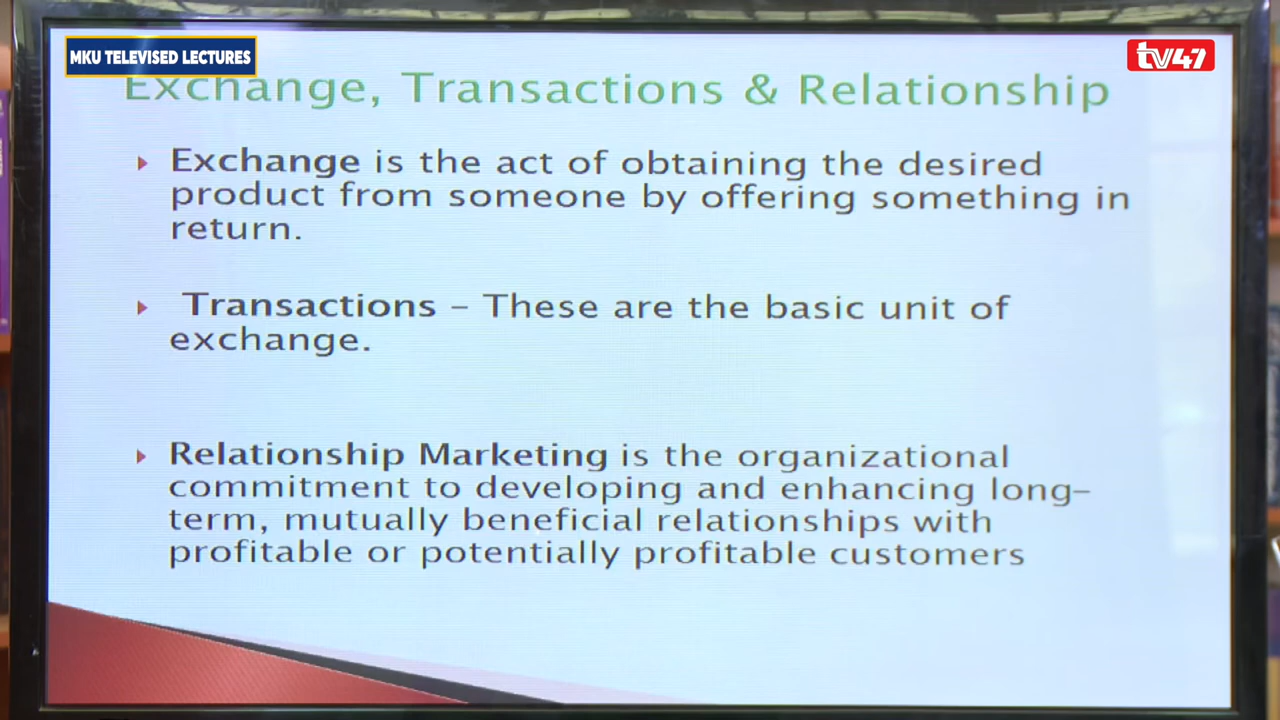 MKU TELEVISED LECTURES
tv47
Exchange, Transactions & Relationship
Exchange is the act of obtaining the desired
product from someone by offering something in
return.
Transactions – These are the basic unit of
exchange.
Relationship Marketing is the organizational
commitment to developing and enhancing long–
term, mutually beneficial relationships with
profitable or potentially profitable customers